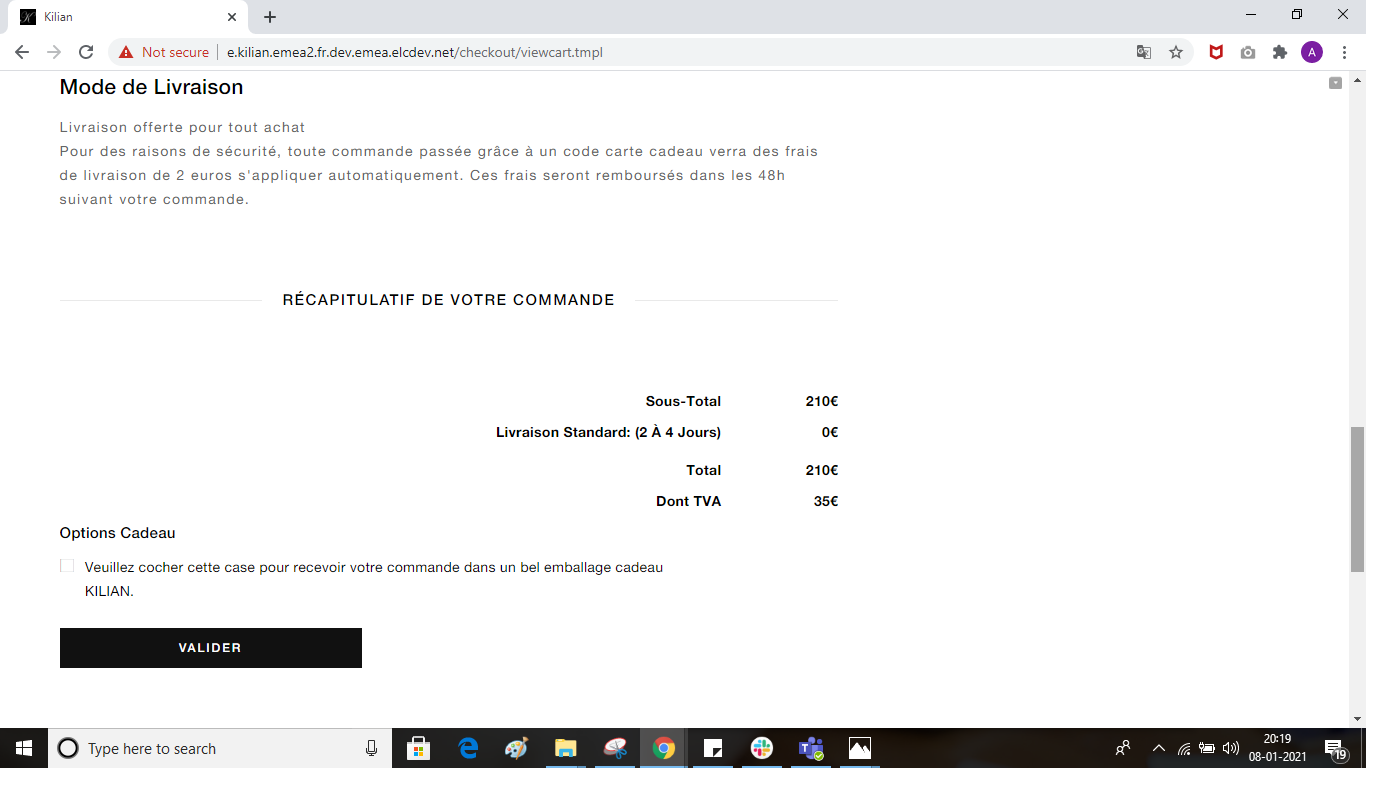 Kilian
Not secure
e.kilian.emea2.fr.dev.emea.elcdev.net/checkout/viewcart.tmpl
A
Mode de Livraison
Livraison offerte pour tout achat
Pour des raisons de sécurité, toute commande passée grâce à un code carte cadeau verra des frais
de livraison de 2 euros s'appliquer automatiquement. Ces frais seront remboursés dans les 48h
suivant votre commande.
RÉCAPITULATIF DE VOTRE COMMANDE
Sous-Total 210€
Livraison Standard: (2 À 4 Jours) 0€
Total 210€
Dont TVA 35€
Options Cadeau
Veuillez cocher cette case pour recevoir votre commande dans un bel emballage cadeau
KILIAN.
VALIDER
Type here to search
20:19
08-01-2021
19